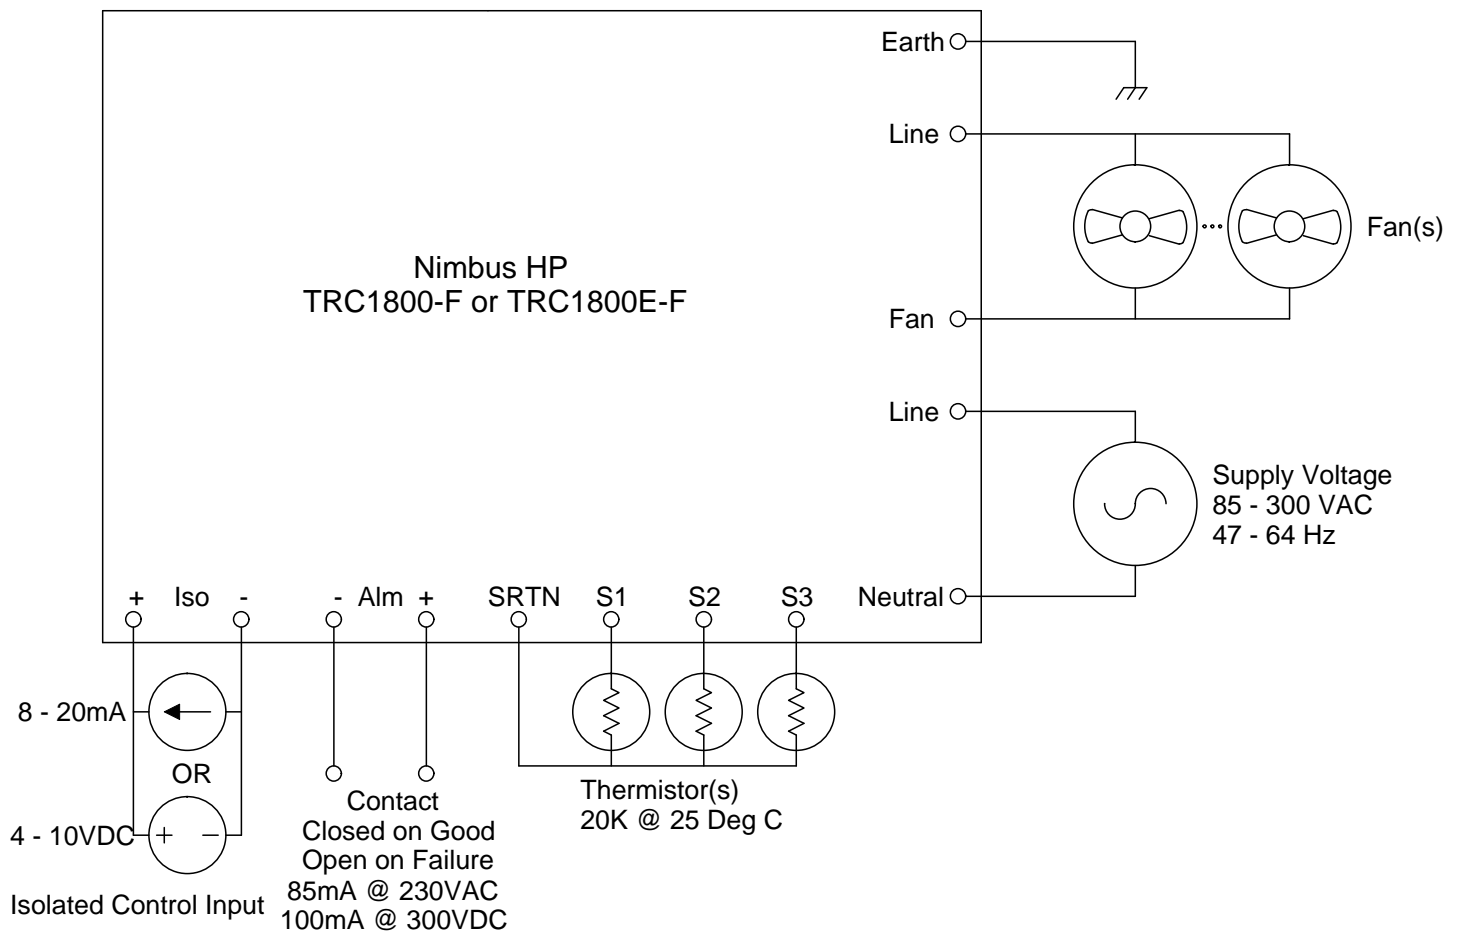 Earth
Line
Fan(s)
Nimbus HP
TRC1800-F or TRC1800E-F
Fan
Line
Supply Voltage
85 - 300 VAC
47 - 64 Hz
+ Iso -
- Alm +
SRTN
S1
S2
S3
Neutral
8 - 20mA
OR
4 - 10VDC
+ −
Isolated Control Input
Contact
Closed on Good
Open on Failure
85mA @ 230VAC
100mA @ 300VDC
Thermistor(s)
20K @ 25 Deg C